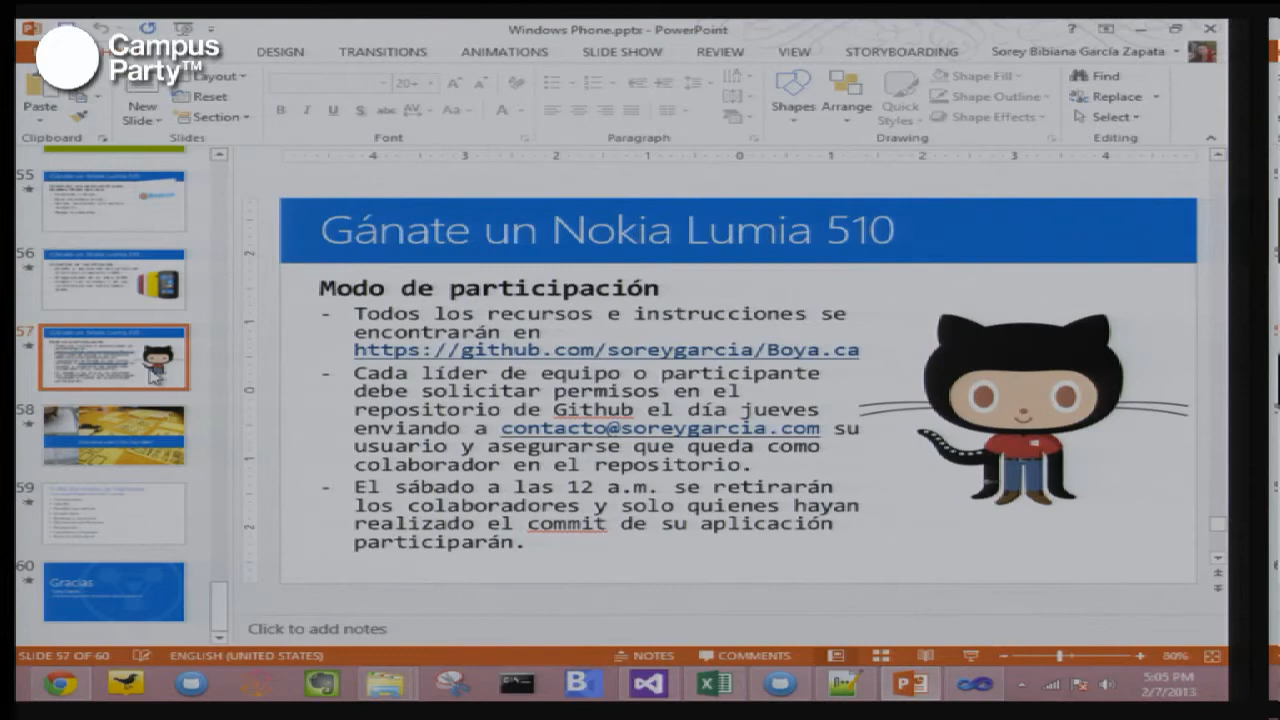 Windows Phone.pptx - PowerPoint
Campus
Party™
DESIGN TRANSITIONS ANIMATIONS SLIDE SHOW REVIEW VIEW STORYBOARDING Sorey Bibiana García Zapata
Paste
New
Slide
Layout
Reset
Section
20
Shapes
Arrange
Quick
Styles
Shape Fill
Shape Outline
Shape Effects
Find
Replace
Select
Clipboard Slides Font Paragraph Drawing Editing
55
56
57
58
59
60
Gracias
Gánate un Nokia Lumia 510
Modo de participación
- Todos los recursos e instrucciones se
encontrarán en
https://github.com/soreygarcia/Boya.ca
- Cada líder de equipo o participante
debe solicitar permisos en el
repositorio de Github el día jueves
enviando a contacto@soreygarcia.com su
usuario y asegurarse que queda como
colaborador en el repositorio.
- El sábado a las 12 a.m. se retirarán
los colaboradores y solo quienes hayan
realizado el commit de su aplicación
participarán.
Click to add notes
SLIDE 57 OF 60 ENGLISH (UNITED STATES) NOTES COMMENTS 80%
5:05 PM
2/7/2013